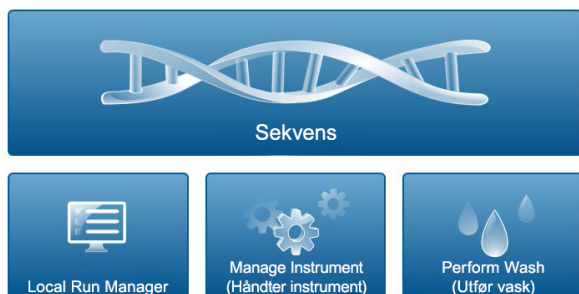 Sekvens
Local Run Manager
Manage Instrument
(Håndter instrument)
Perform Wash
(Utfør vask)